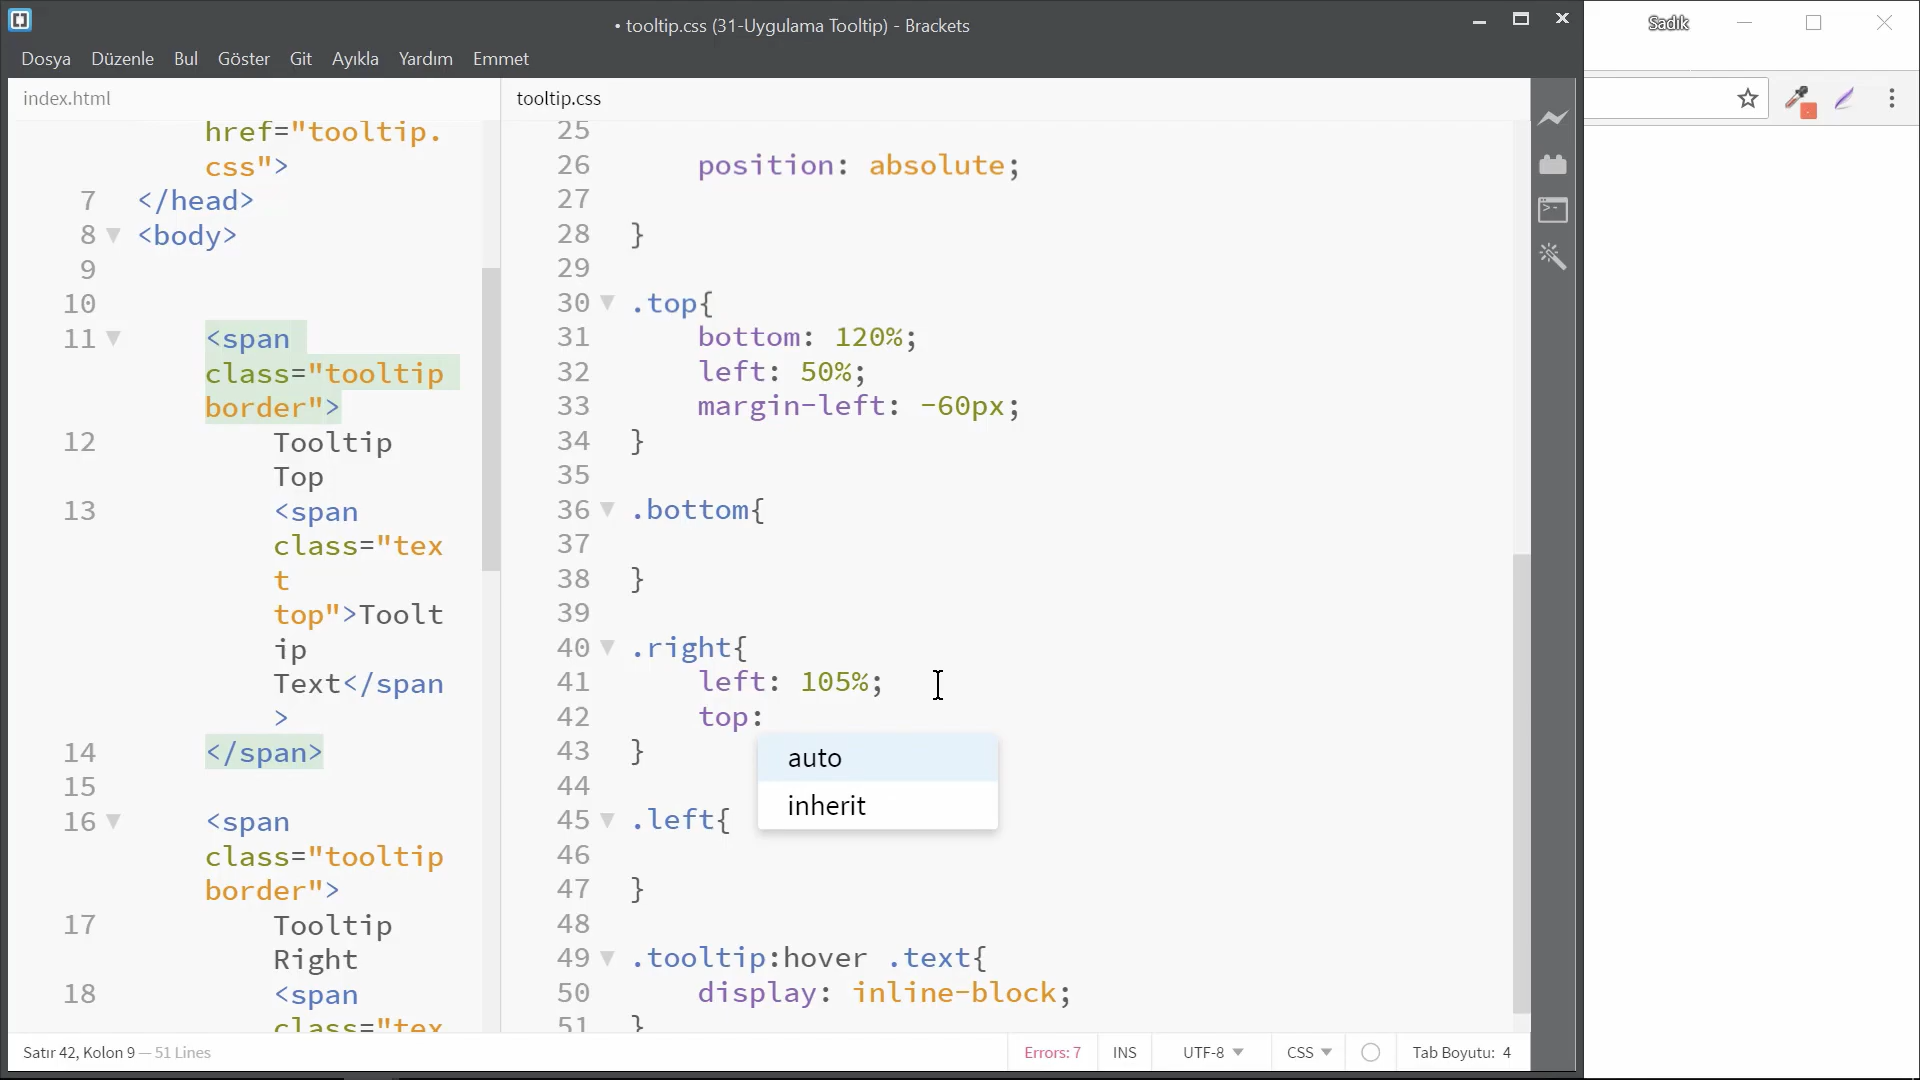 • tooltip.css (31-Uygulama Tooltip) - Brackets
Sadık
Dosya Düzenle Bul Göster Git Ayıkla Yardım Emmet
index.html
href="tooltip.
css">
7 </head>
8 <body>
9
10
11 <span
class="tooltip
border">
12 Tooltip
Top
13 <span
class="tex
t
top">Toolt
ip
Text</span
>
14 </span>
15
16 <span
class="tooltip
border">
17 Tooltip
Right
18 <span
class="tex
tooltip.css
25
26 position: absolute;
27
28 }
29
30 .top{
31 bottom: 120%;
32 left: 50%;
33 margin-left: -60px;
34 }
35
36 .bottom{
37
38 }
39
40 .right{
41 left: 105%;
42 top:
43 }
auto
inherit
44
45 .left{
46
47 }
48
49 .tooltip:hover .text{
50 display: inline-block;
51 }
Satır 42, Kolon 9 — 51 Lines
Errors: 7 INS UTF-8 CSS Tab Boyutu: 4